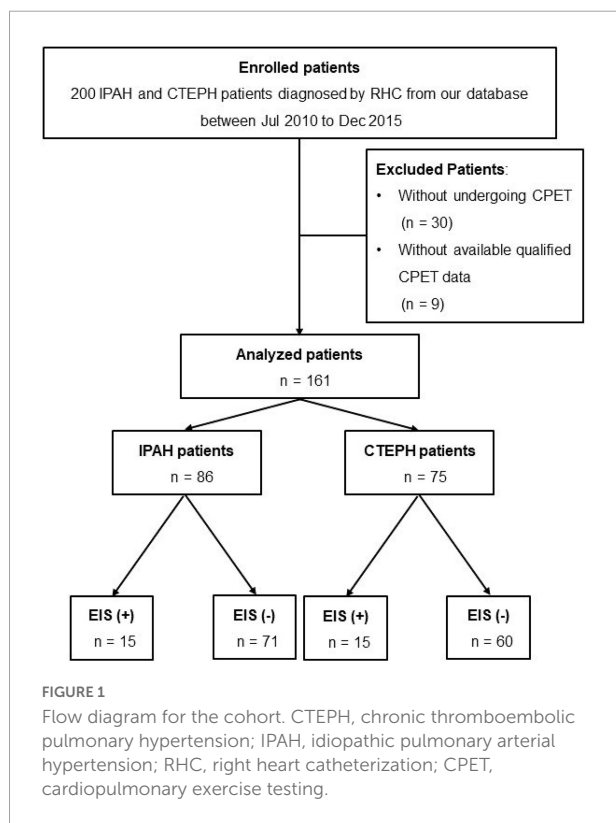 Enrolled patients
200 IPAH and CTEPH patients diagnosed by RHC from our database
between Jul 2010 to Dec 2015
Excluded Patients:
• Without undergoing CPET
(n = 30)
• Without available qualified
CPET data
(n = 9)
Analyzed patients
n = 161
IPAH patients
n = 86
CTEPH patients
n = 75
EIS (+)
n = 15
EIS (-)
n = 71
EIS (+)
n = 15
EIS (-)
n = 60
FIGURE 1
Flow diagram for the cohort. CTEPH, chronic thromboembolic
pulmonary hypertension; IPAH, idiopathic pulmonary arterial
hypertension; RHC, right heart catheterization; CPET,
cardiopulmonary exercise testing.